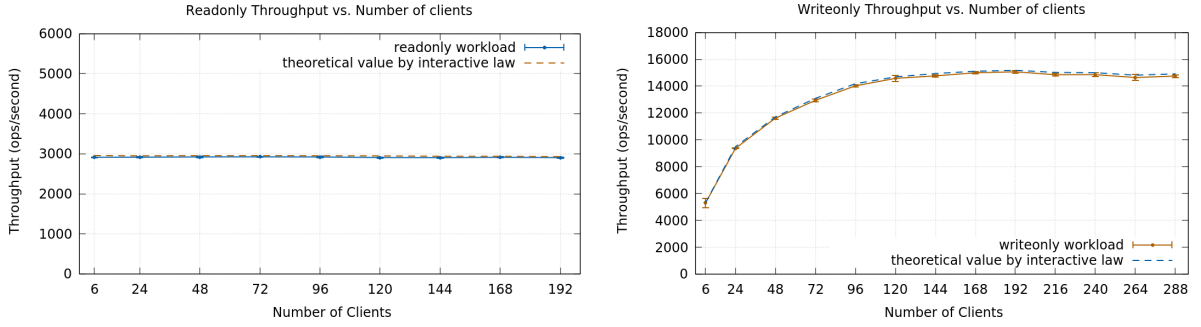 Readonly Throughput vs. Number of clients
6000
5000
4000
3000
2000
1000
0
Throughput (ops/second)
readonly workload
theoretical value by interactive law
6 24 48 72 96 120 144 168 192
Number of Clients
Writeonly Throughput vs. Number of clients
18000
16000
14000
12000
10000
8000
6000
4000
2000
0
Throughput (ops/second)
writeonly workload
theoretical value by interactive law
6 24 48 72 96 120 144 168 192 216 240 264 288
Number of Clients